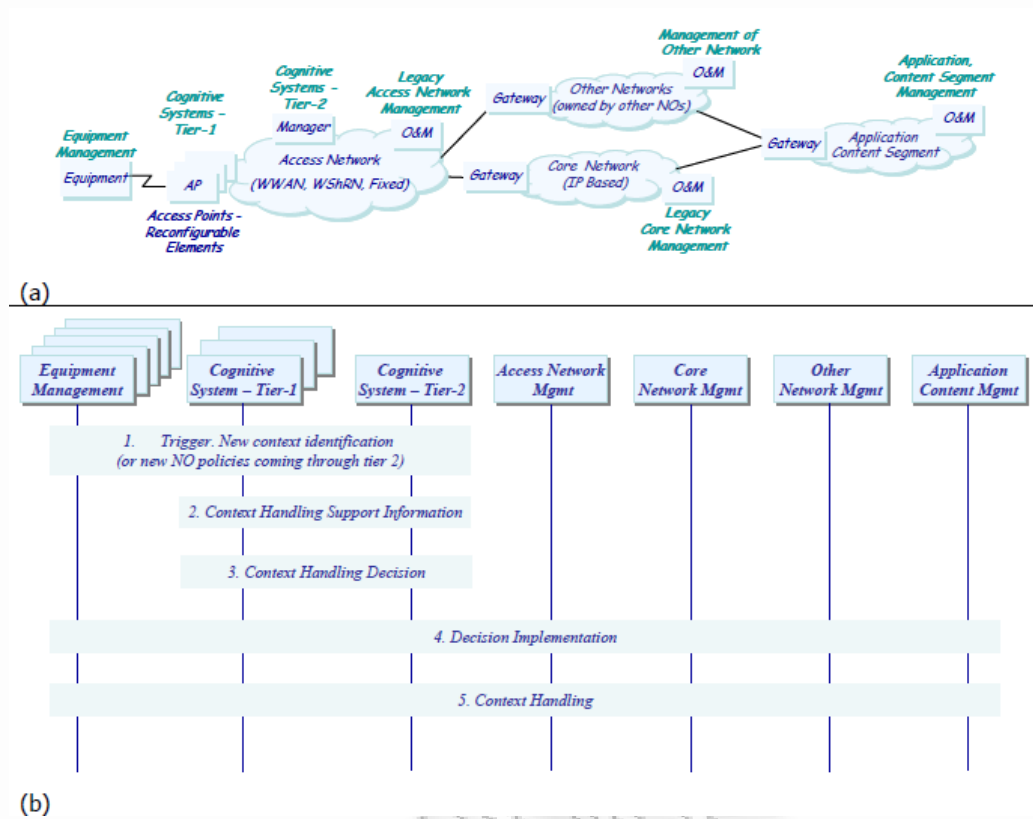 Management of
Other Network
O&M
Other Networks
(owned by other NOs)
Gateway
Application,
Content Segment
Management
O&M
Gateway
Application
Content Segment
Cognitive
Systems -
Tier-2
Manager
Legacy
Access Network
Management
O&M
Cognitive
Systems -
Tier-1
Equipment
Management
Equipment
AP
Access Points -
Reconfigurable
Elements
Access Network
(WWAN, WShRN, Fixed)
Gateway
Core Network
(IP Based)
O&M
Legacy
Core Network
Management
(a)
Equipment
Management
Cognitive
System – Tier-1
Cognitive
System – Tier-2
Access Network
Mgmt
Core
Network Mgmt
Other
Network Mgmt
Application
Content Mgmt
1. Trigger. New context identification
(or new NO policies coming through tier 2)
2. Context Handling Support Information
3. Context Handling Decision
4. Decision Implementation
5. Context Handling
(b)